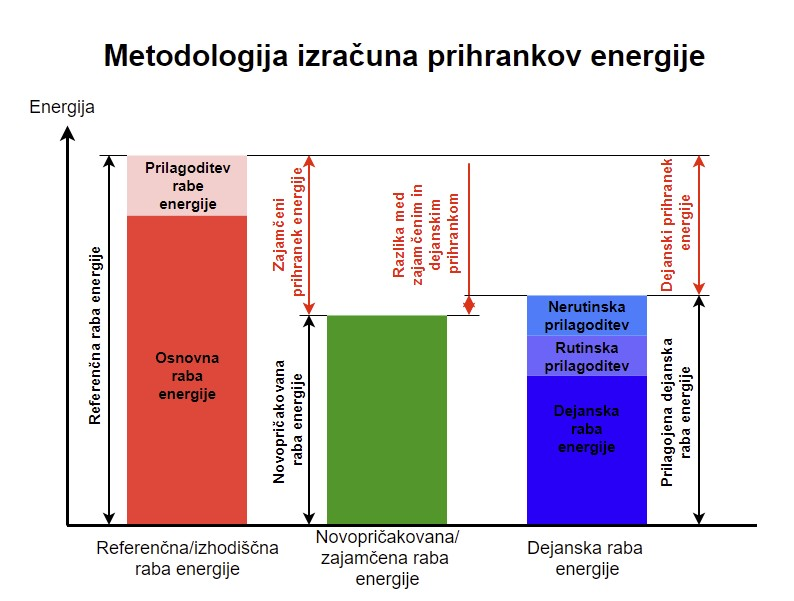 Metodologija izračuna prihrankov energije
Energija
Referenčna raba energije
Prilagoditev
rabe
energije
Osnovna
raba
energije
Zajamčeni
prihranek energije
Novopričakovana
raba energije
Razlika med
zajamčenim in
dejanskim
prihrankom
Nerutinska
prilagoditev
Rutinska
prilagoditev
Dejanska
raba
energije
Dejanski prihranek
energije
Prilagojena dejanska
raba energije
Referenčna/izhodiščna
raba energije
Novopričakovana/
zajamčena raba
energije
Dejanska raba
energije